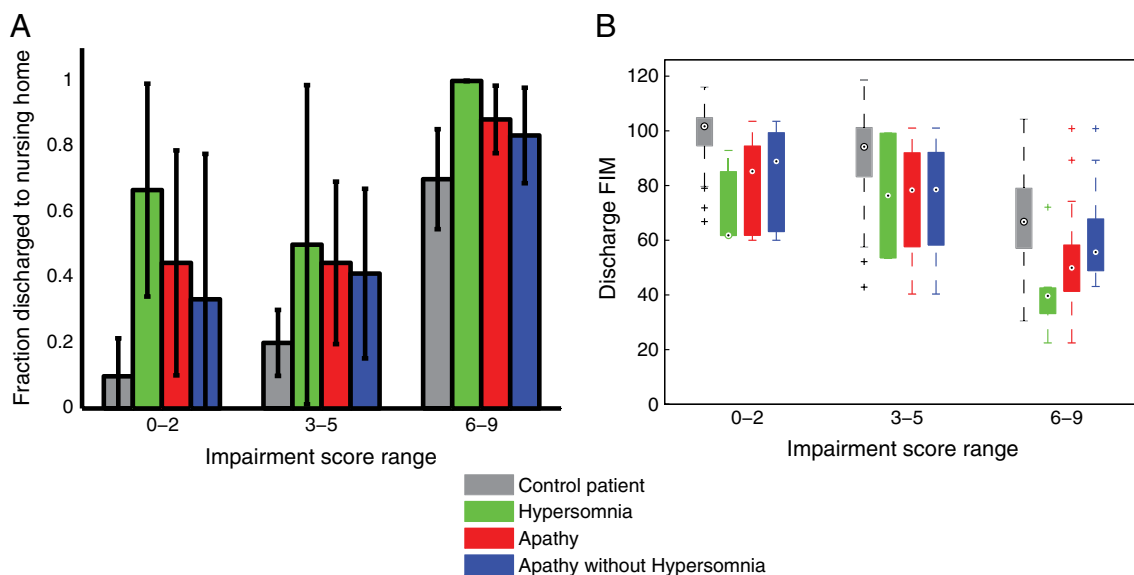 A
Fraction discharged to nursing home
1
0.8
0.6
0.4
0.2
0
0–2
3–5
6–9
Impairment score range
B
Discharge FIM
120
100
80
60
40
20
0
0–2
3–5
6–9
Impairment score range
Control patient
Hypersomnia
Apathy
Apathy without Hypersomnia